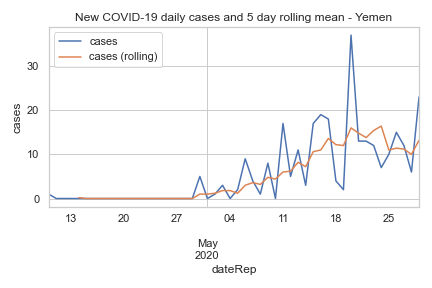 New COVID-19 daily cases and 5 day rolling mean - Yemen
cases
cases (rolling)
30
20
10
0
cases
13 20 27 04 11 18 25
May
2020
dateRep